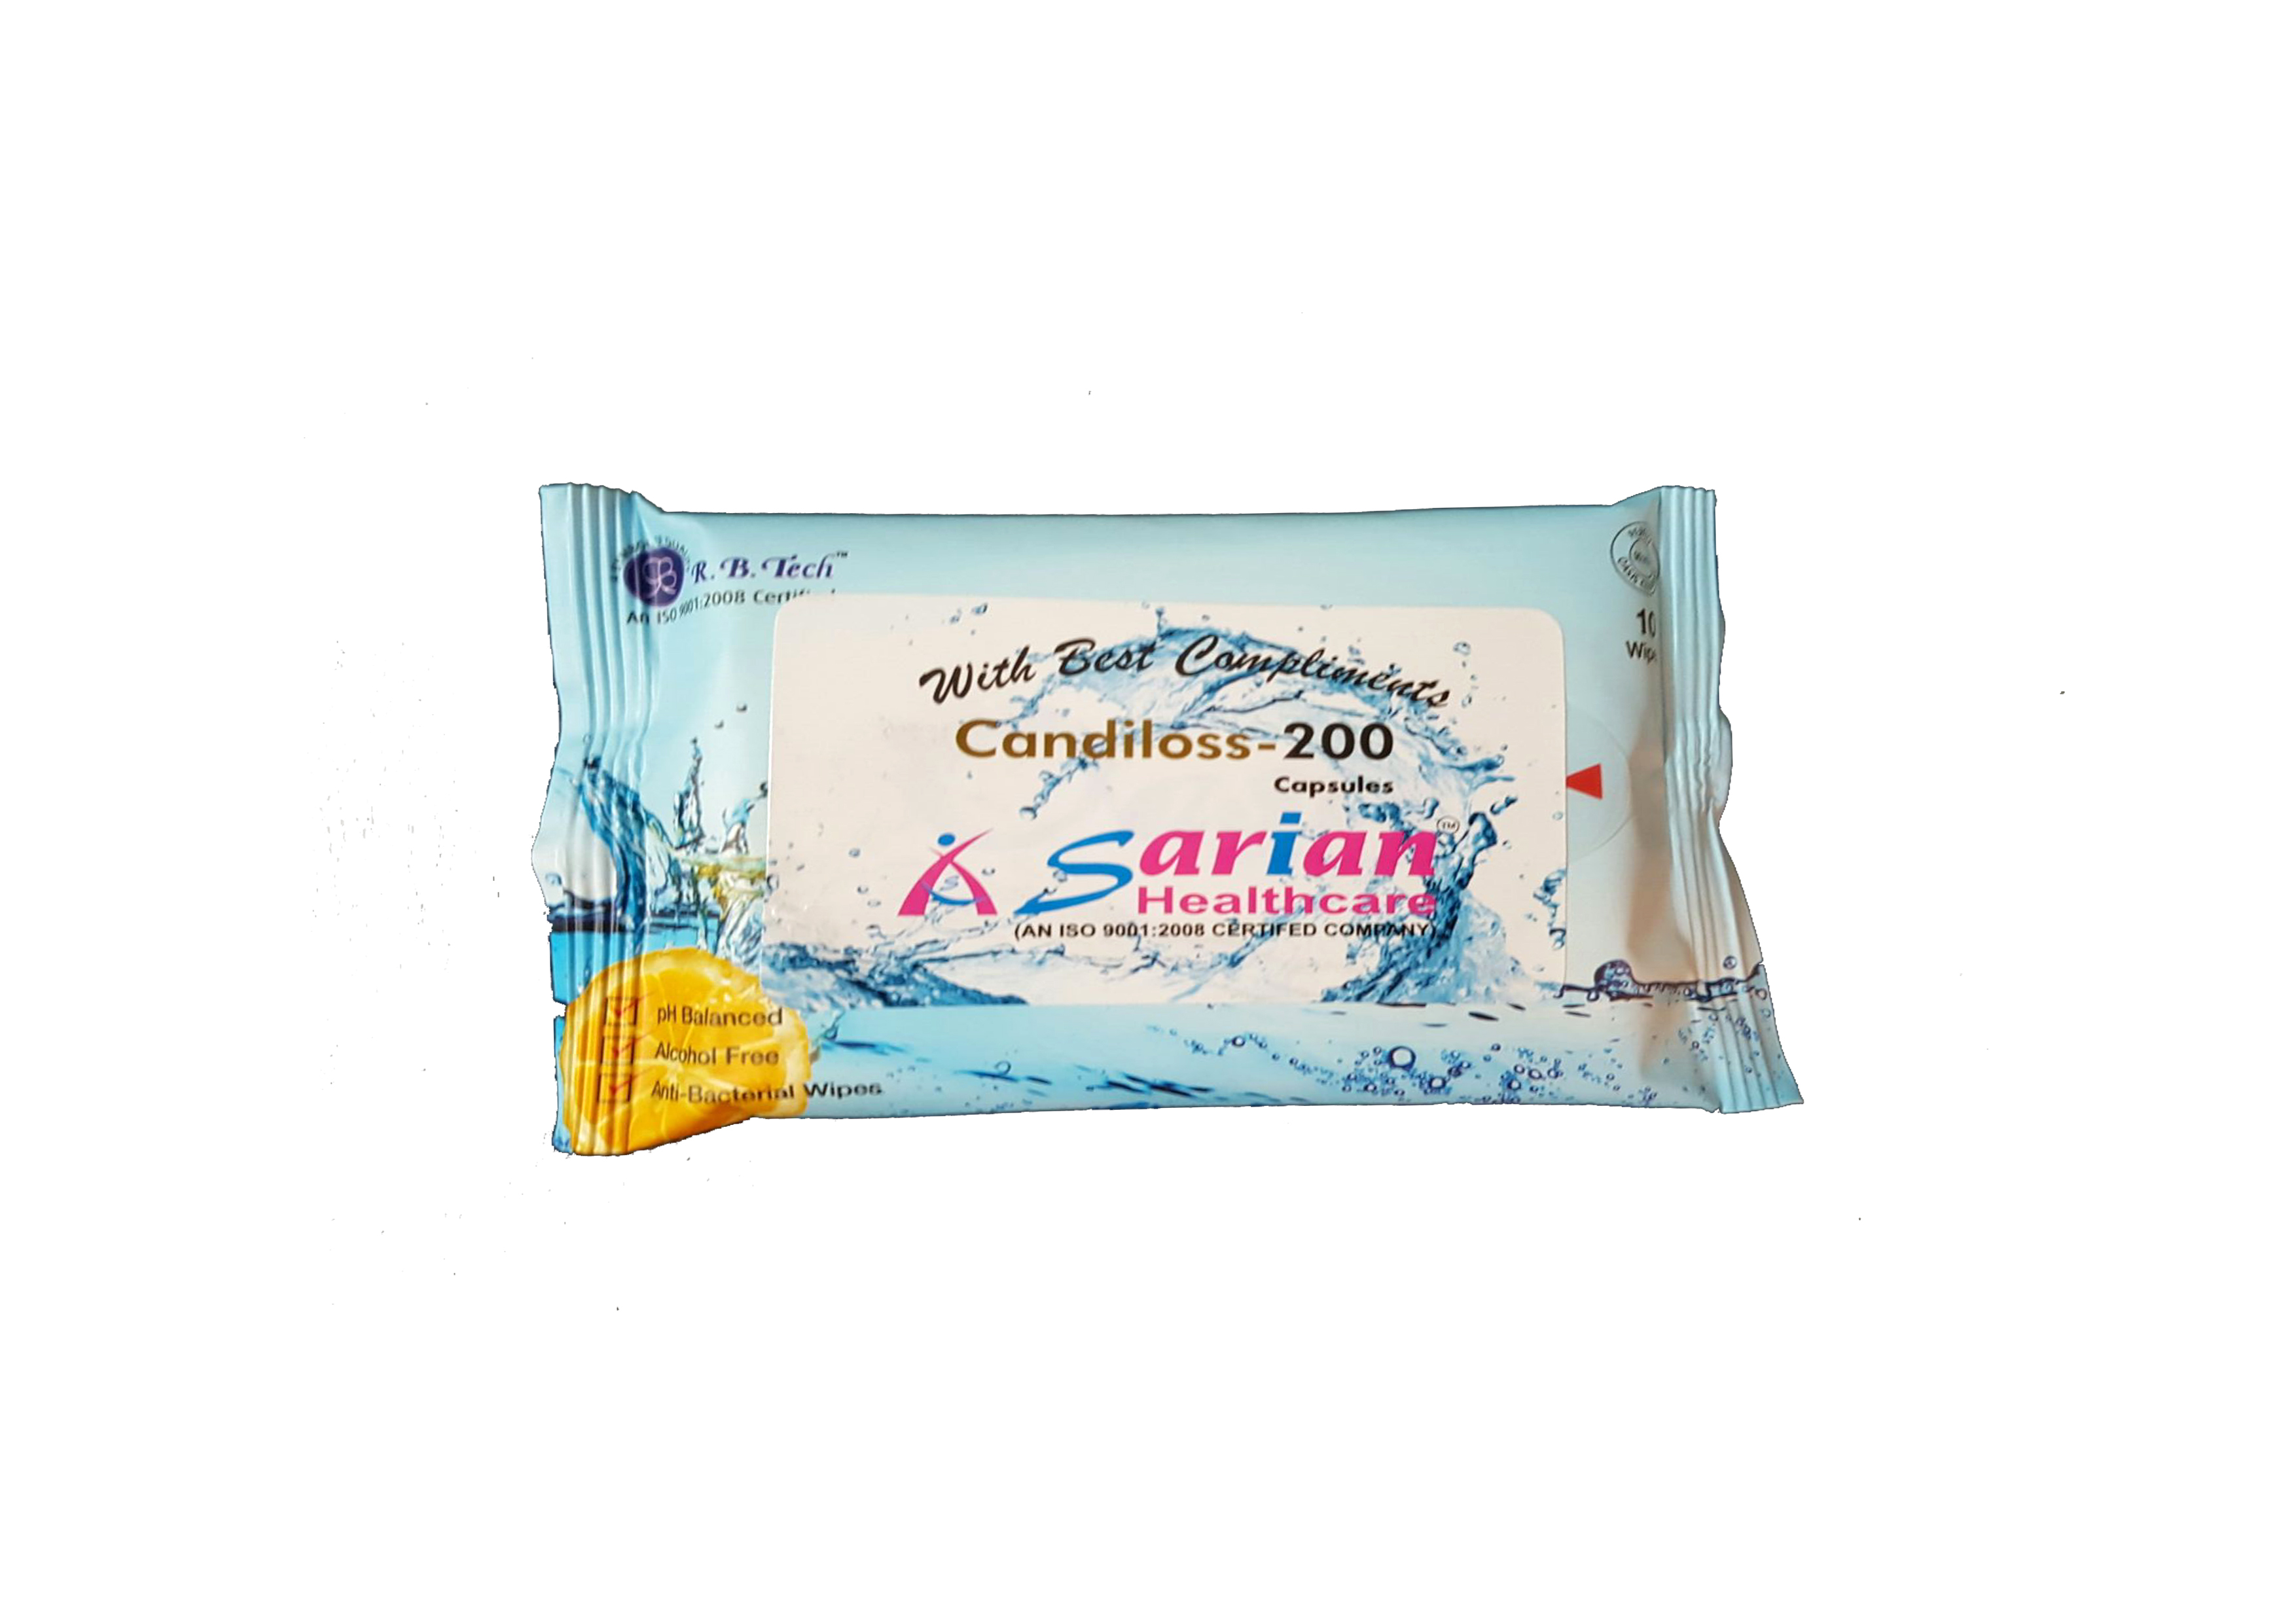 R. B. Tech™
An ISO 9001:2008
10
With Best Compliments
Candiloss-200
Capsules
Sarian™
Healthcare
(AN ISO 9001:2008 CERTIFED COMPANY)
pH Balanced
Alcohol Free
Anti-Bacterial Wipes